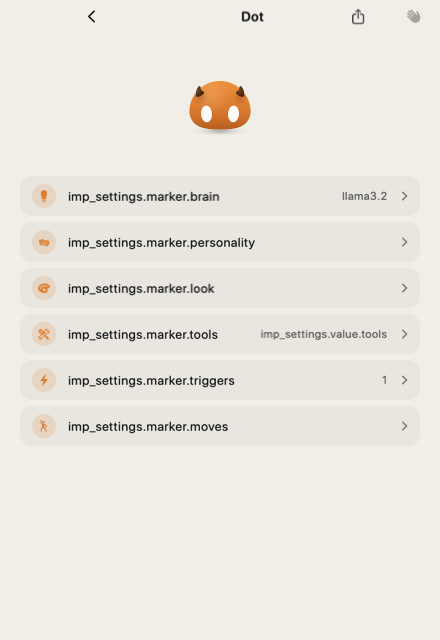 Dot
imp_settings.marker.brain llama3.2
imp_settings.marker.personality
imp_settings.marker.look
imp_settings.marker.tools imp_settings.value.tools
imp_settings.marker.triggers 1
imp_settings.marker.moves